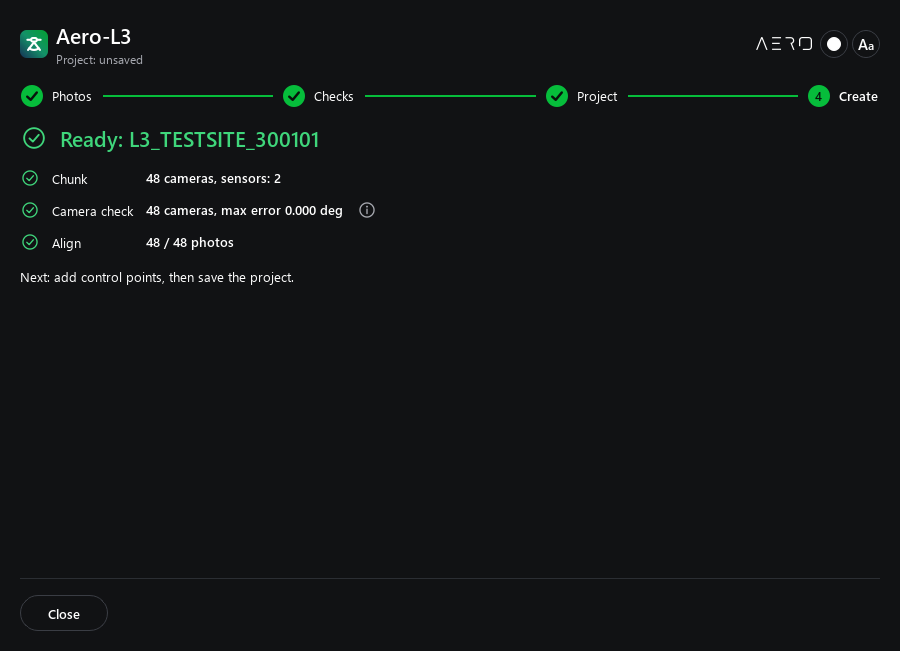 Aero-L3
Project: unsaved
AERO
Aa
Photos
Checks
Project
4 Create
Ready: L3_TESTSITE_300101
Chunk 48 cameras, sensors: 2
Camera check 48 cameras, max error 0.000 deg
Align 48 / 48 photos
Next: add control points, then save the project.
Close